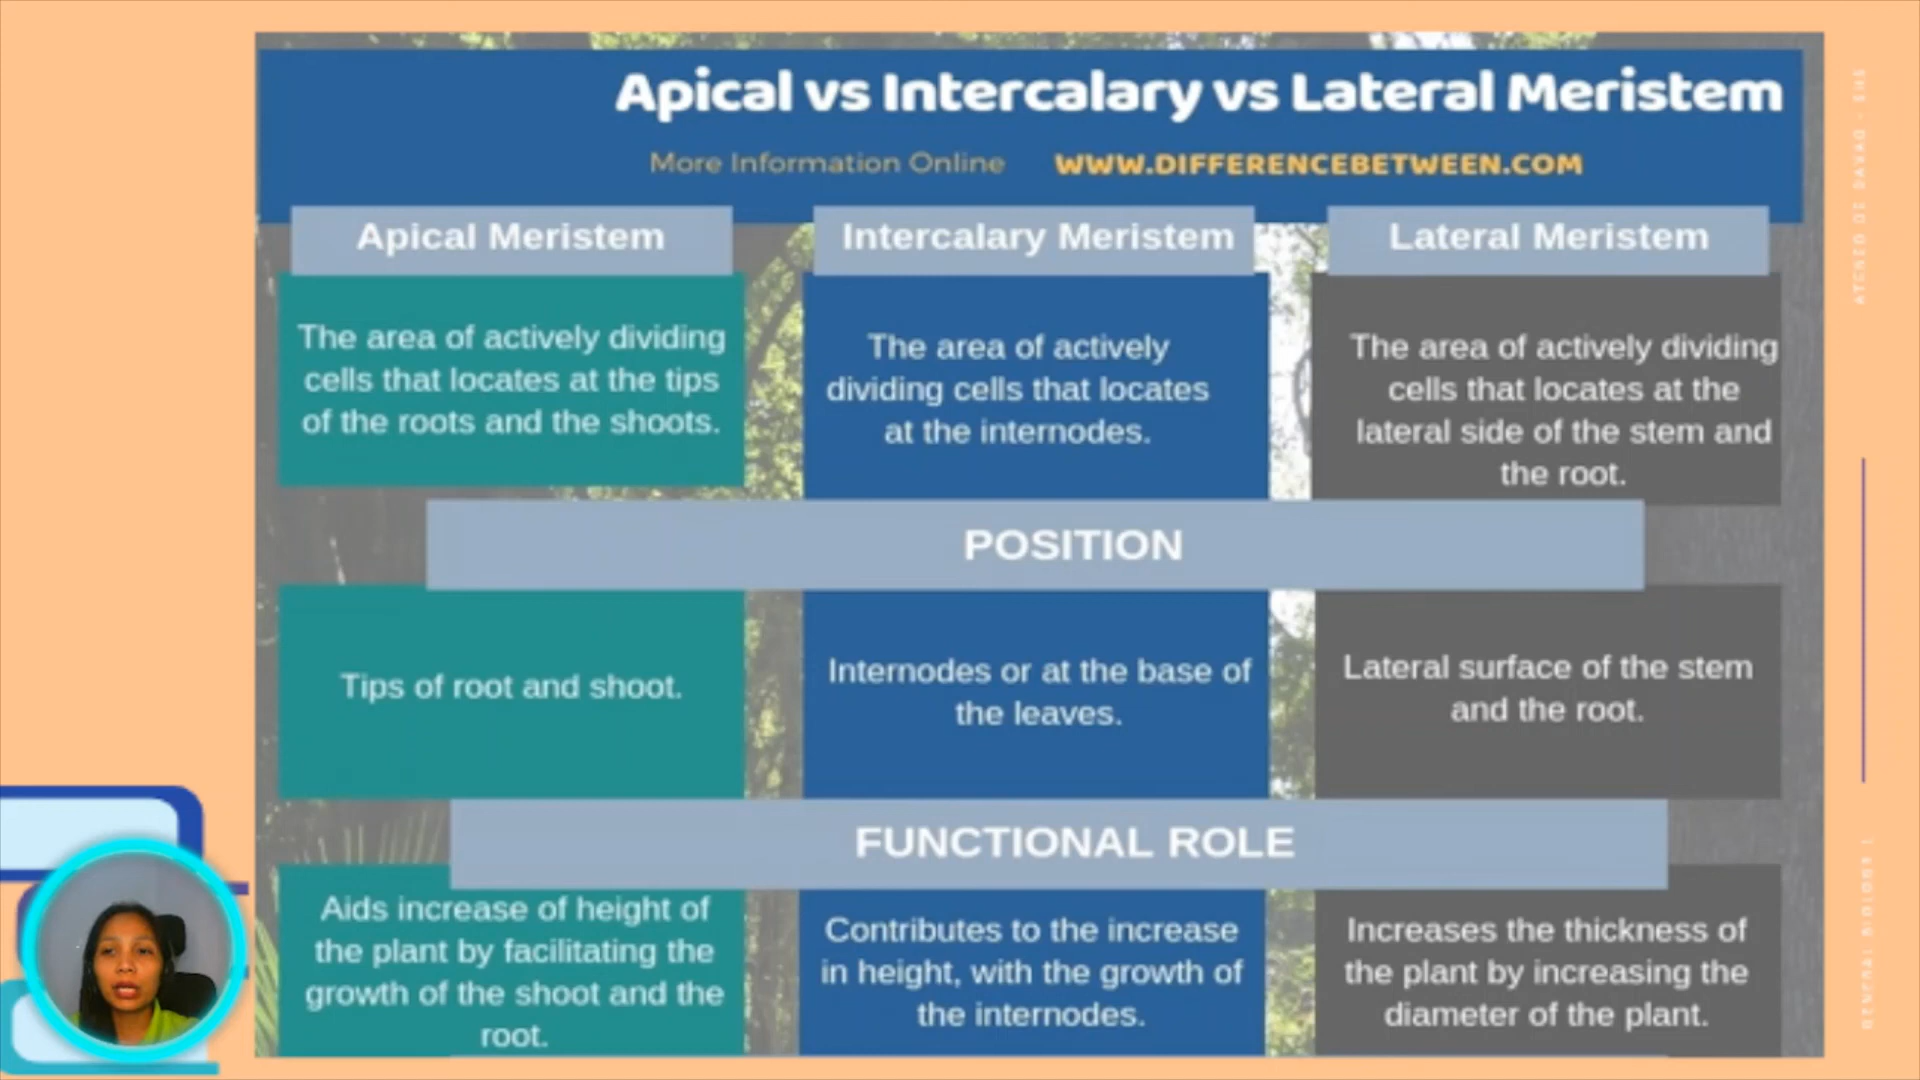 Apical vs Intercalary vs Lateral Meristem
More Information Online WWW.DIFFERENCEBETWEEN.COM
Apical Meristem
Intercalary Meristem
Lateral Meristem
The area of actively dividing
cells that locates at the tips
of the roots and the shoots.
The area of actively
dividing cells that locates
at the internodes.
The area of actively dividing
cells that locates at the
lateral side of the stem and
the root.
POSITION
Tips of root and shoot.
Internodes or at the base of
the leaves.
Lateral surface of the stem
and the root.
FUNCTIONAL ROLE
Aids increase of height of
the plant by facilitating the
growth of the shoot and the
root.
Contributes to the increase
in height, with the growth of
the internodes.
Increases the thickness of
the plant by increasing the
diameter of the plant.
GENERAL BIOLOGY 1